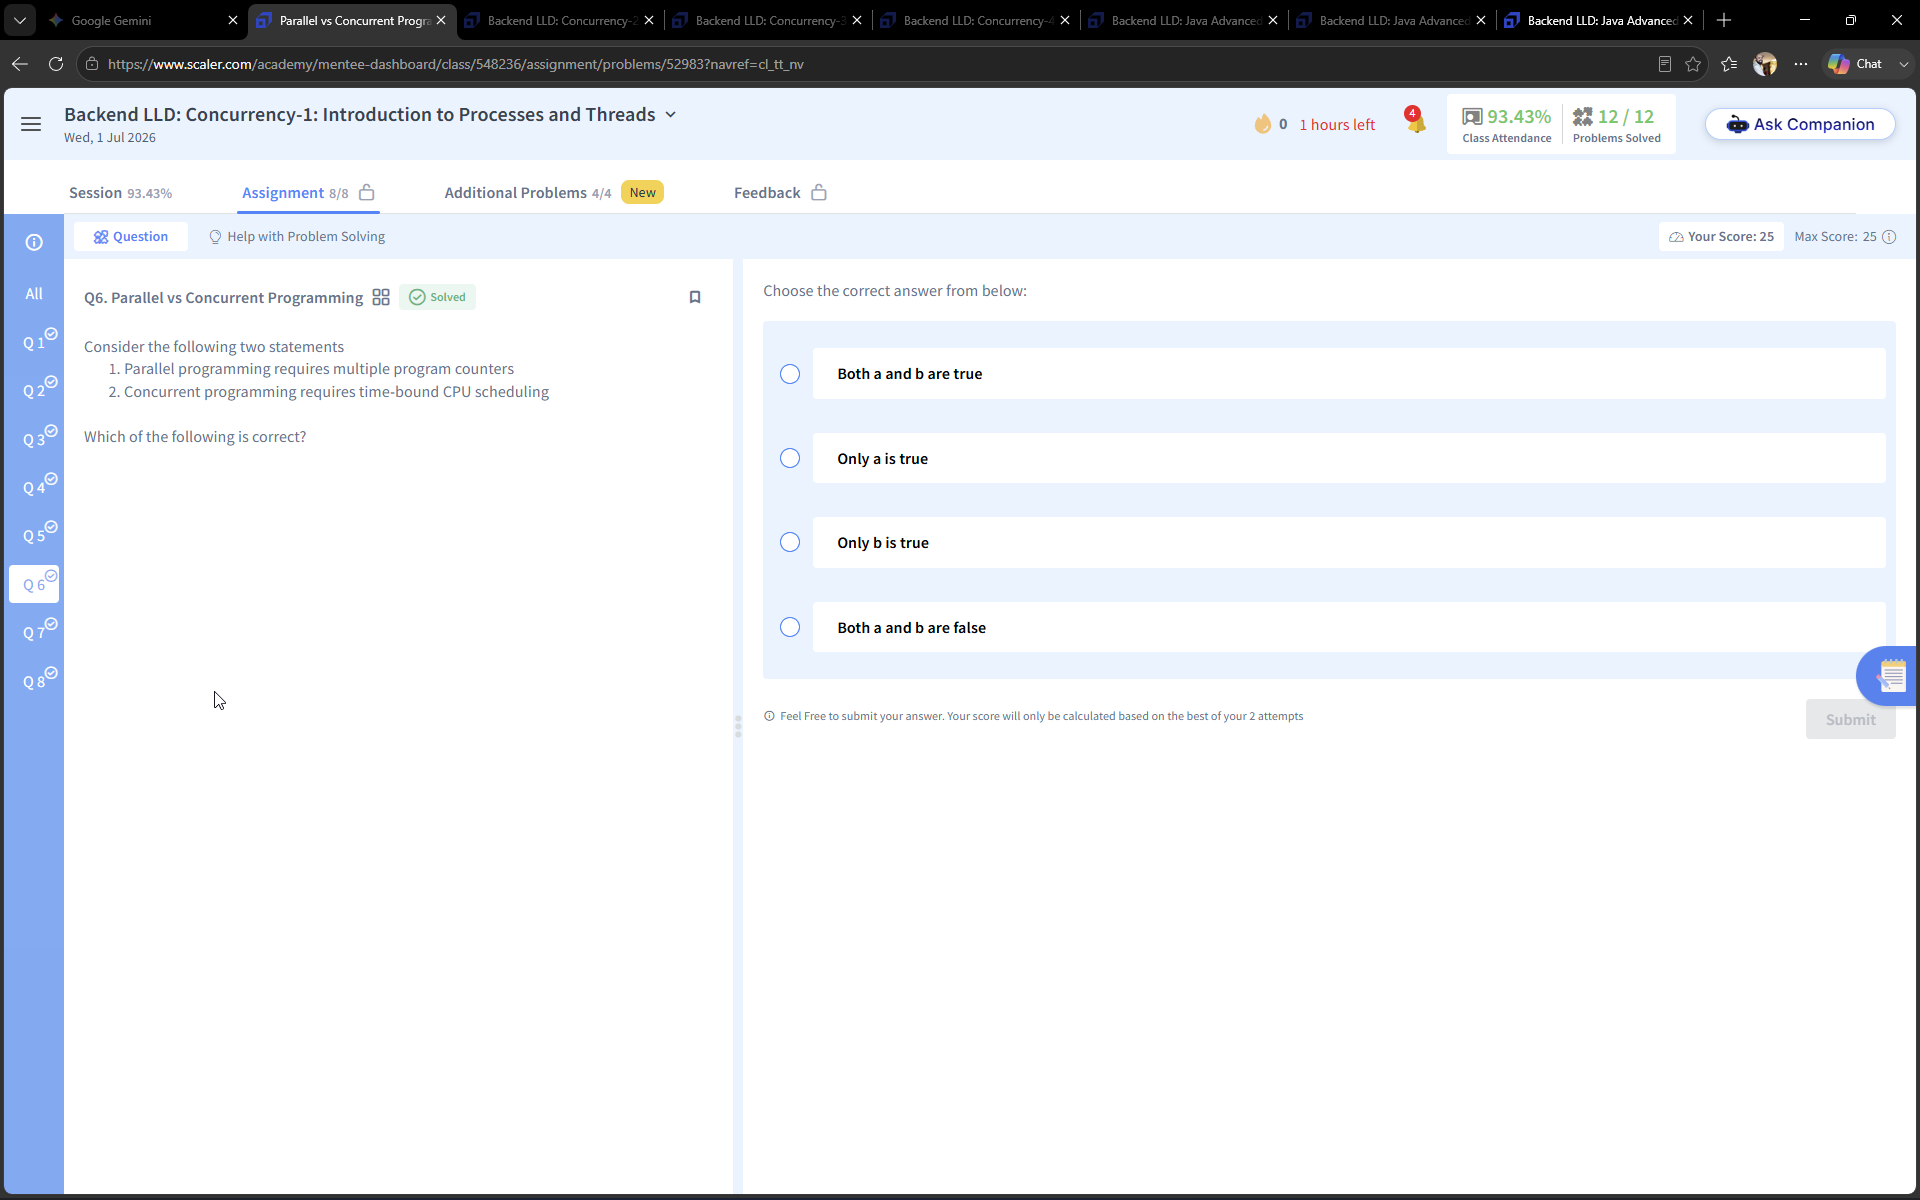 Google Gemini
Parallel vs Concurrent Progra
Backend LLD: Concurrency-2
Backend LLD: Concurrency-3
Backend LLD: Concurrency-4
Backend LLD: Java Advanced
Backend LLD: Java Advanced
Backend LLD: Java Advanced
https://www.scaler.com/academy/mentee-dashboard/class/548236/assignment/problems/52983?navref=cl_tt_nv
Chat
Backend LLD: Concurrency-1: Introduction to Processes and Threads
Wed, 1 Jul 2026
0
1 hours left
4
93.43%
Class Attendance
12 / 12
Problems Solved
Ask Companion
Session 93.43%
Assignment 8/8
Additional Problems 4/4
New
Feedback
Question
Help with Problem Solving
Your Score: 25
Max Score: 25
All
Q 1
Q 2
Q 3
Q 4
Q 5
Q 6
Q 7
Q 8
Q6. Parallel vs Concurrent Programming
Solved
Consider the following two statements
1. Parallel programming requires multiple program counters
2. Concurrent programming requires time-bound CPU scheduling
Which of the following is correct?
Choose the correct answer from below:
Both a and b are true
Only a is true
Only b is true
Both a and b are false
Feel Free to submit your answer. Your score will only be calculated based on the best of your 2 attempts
Submit